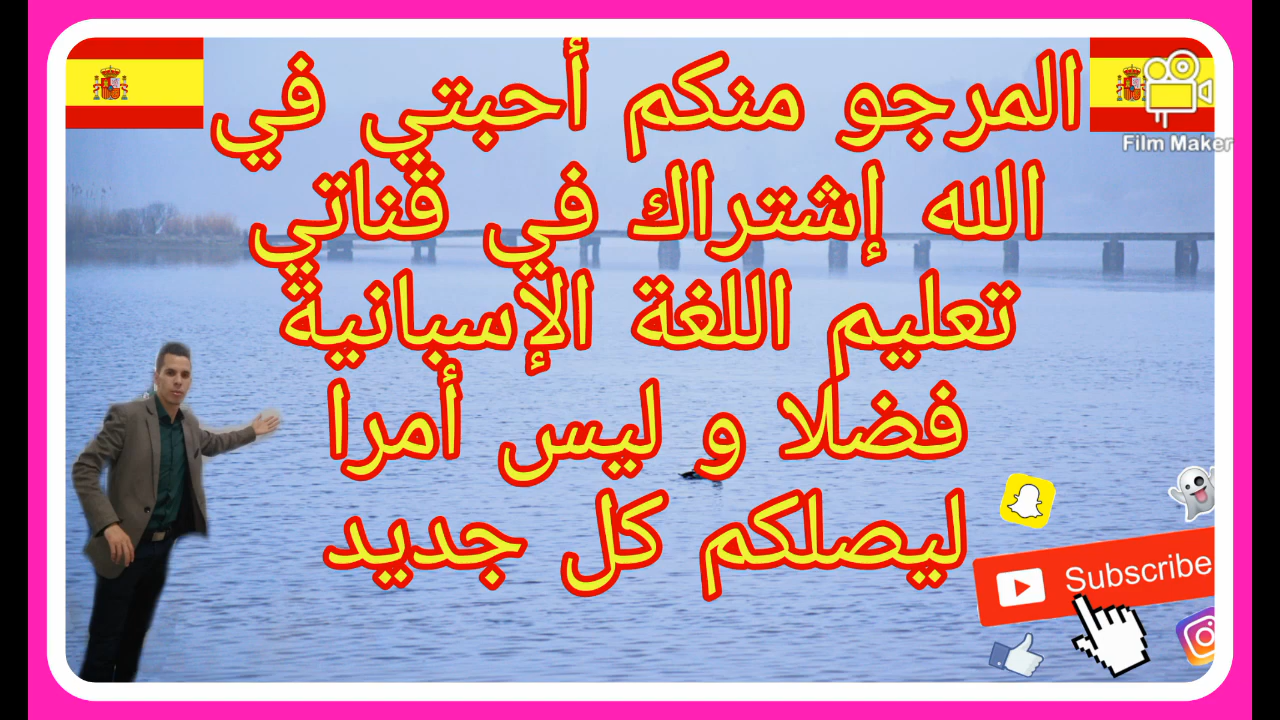 المرجو منكم أحبتي في
الله إشتراك في قناتي
تعليم اللغة الإسبانية
فضلا و ليس أمرا
ليصلكم كل جديد
Film Maker
Subscribe